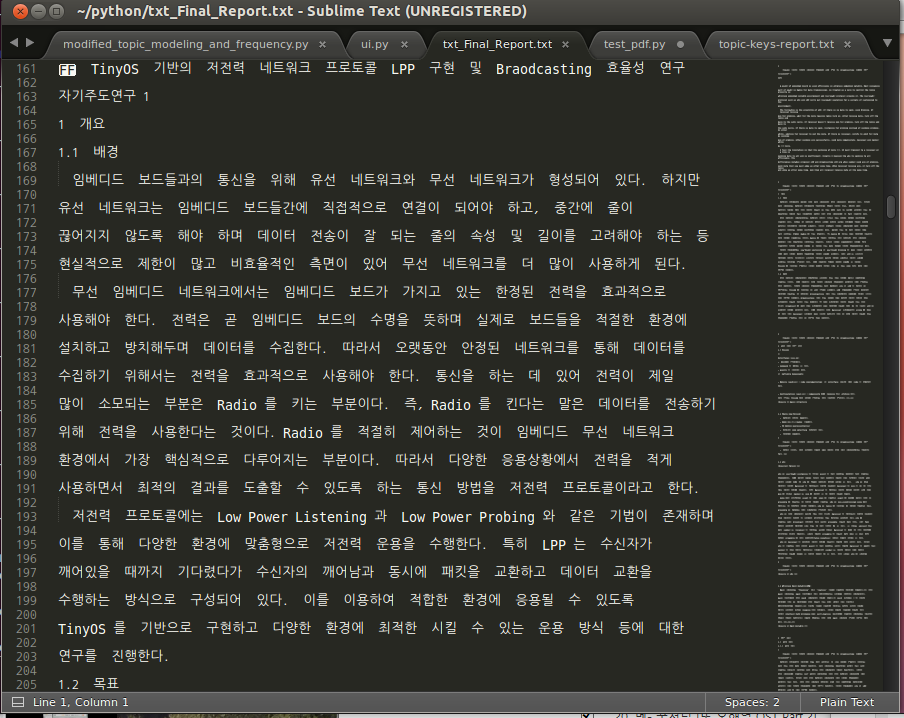 ~/python/txt_Final_Report.txt - Sublime Text (UNREGISTERED)
modified_topic_modeling_and_frequency.py × ui.py × txt_Final_Report.txt × test_pdf.py topic-keys-report.txt ×
161 FF TinyOS 기반의 저전력 네트워크 프로토콜 LPP 구현 및 Braodcasting 효율성 연구
162
163 자기주도연구 1
164
165 1 개요
166
167 1.1 배경
168
169 임베디드 보드들과의 통신을 위해 유선 네트워크와 무선 네트워크가 형성되어 있다. 하지만
170
171 유선 네트워크는 임베디드 보드들간에 직접적으로 연결이 되어야 하고, 중간에 줄이
172
173 끊어지지 않도록 해야 하며 데이터 전송이 잘 되는 줄의 속성 및 길이를 고려해야 하는 등
174
175 현실적으로 제한이 많고 비효율적인 측면이 있어 무선 네트워크를 더 많이 사용하게 된다.
176
177 무선 임베디드 네트워크에서는 임베디드 보드가 가지고 있는 한정된 전력을 효과적으로
178
179 사용해야 한다. 전력은 곧 임베디드 보드의 수명을 뜻하며 실제로 보드들을 적절한 환경에
180
181 설치하고 방치해두며 데이터를 수집한다. 따라서 오랫동안 안정된 네트워크를 통해 데이터를
182
183 수집하기 위해서는 전력을 효과적으로 사용해야 한다. 통신을 하는 데 있어 전력이 제일
184
185 많이 소모되는 부분은 Radio 를 키는 부분이다. 즉, Radio 를 킨다는 말은 데이터를 전송하기
186
187 위해 전력을 사용한다는 것이다. Radio 를 적절히 제어하는 것이 임베디드 무선 네트워크
188
189 환경에서 가장 핵심적으로 다루어지는 부분이다. 따라서 다양한 응용상황에서 전력을 적게
190
191 사용하면서 최적의 결과를 도출할 수 있도록 하는 통신 방법을 저전력 프로토콜이라고 한다.
192
193 저전력 프로토콜에는 Low Power Listening 과 Low Power Probing 와 같은 기법이 존재하며
194
195 이를 통해 다양한 환경에 맞춤형으로 저전력 운용을 수행한다. 특히 LPP 는 수신자가
196
197 깨어있을 때까지 기다렸다가 수신자의 깨어남과 동시에 패킷을 교환하고 데이터 교환을
198
199 수행하는 방식으로 구성되어 있다. 이를 이용하여 적합한 환경에 응용될 수 있도록
200
201 TinyOS 를 기반으로 구현하고 다양한 환경에 최적한 시킬 수 있는 운용 방식 등에 대한
202
203 연구를 진행한다.
204
205 1.2 목표
Line 1, Column 1 Spaces: 2 Plain Text